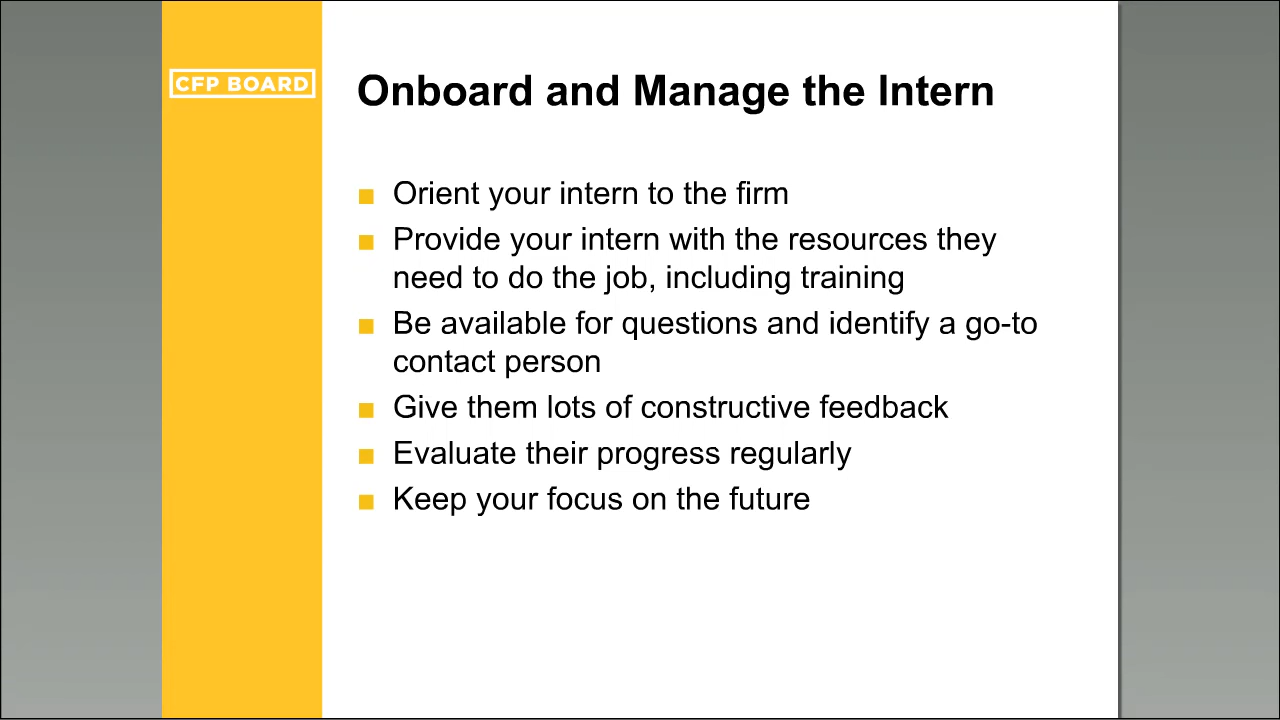 CFP BOARD
Onboard and Manage the Intern
Orient your intern to the firm
Provide your intern with the resources they
need to do the job, including training
Be available for questions and identify a go-to
contact person
Give them lots of constructive feedback
Evaluate their progress regularly
Keep your focus on the future